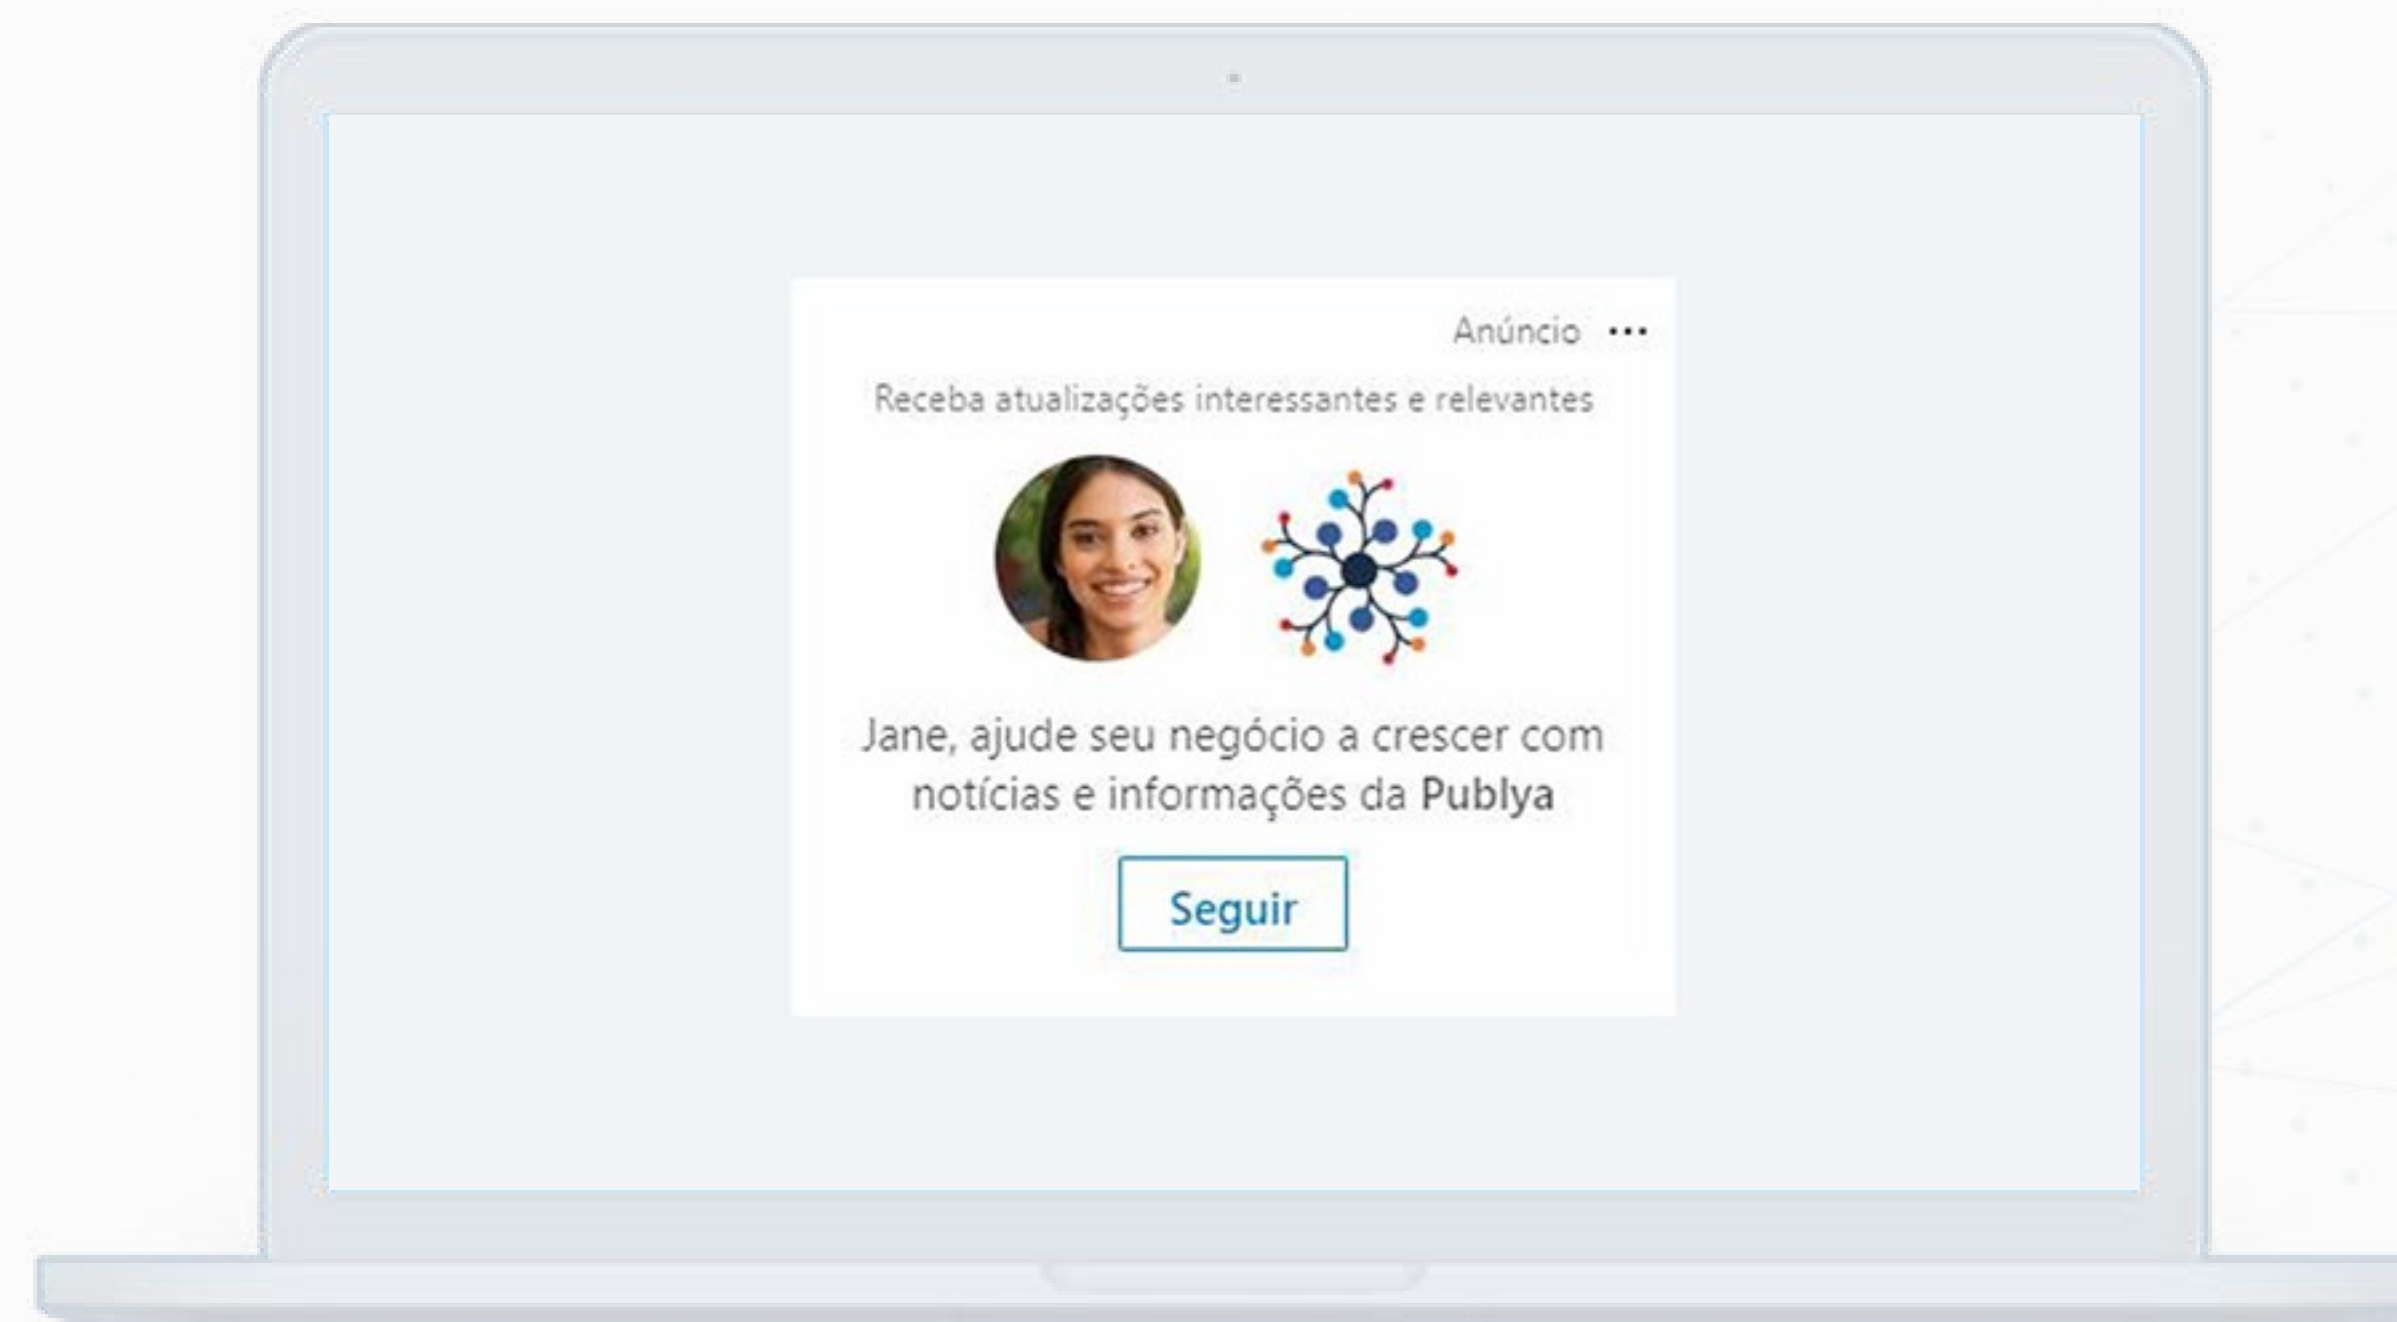 Anúncio ...
Receba atualizações interessantes e relevantes
Jane, ajude seu negócio a crescer com
notícias e informações da Publya
Seguir